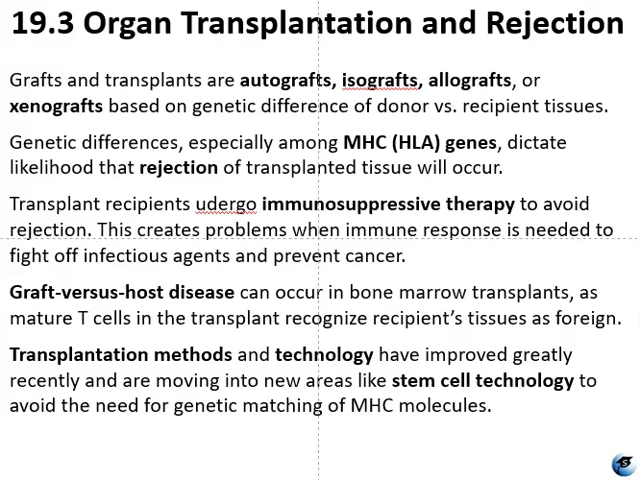 19.3 Organ Transplantation and Rejection
Grafts and transplants are autografts, isografts, allografts, or
xenografts based on genetic difference of donor vs. recipient tissues.
Genetic differences, especially among MHC (HLA) genes, dictate
likelihood that rejection of transplanted tissue will occur.
Transplant recipients udergo immunosuppressive therapy to avoid
rejection. This creates problems when immune response is needed to
fight off infectious agents and prevent cancer.
Graft-versus-host disease can occur in bone marrow transplants, as
mature T cells in the transplant recognize recipient's tissues as foreign.
Transplantation methods and technology have improved greatly
recently and are moving into new areas like stem cell technology to
avoid the need for genetic matching of MHC molecules.
S